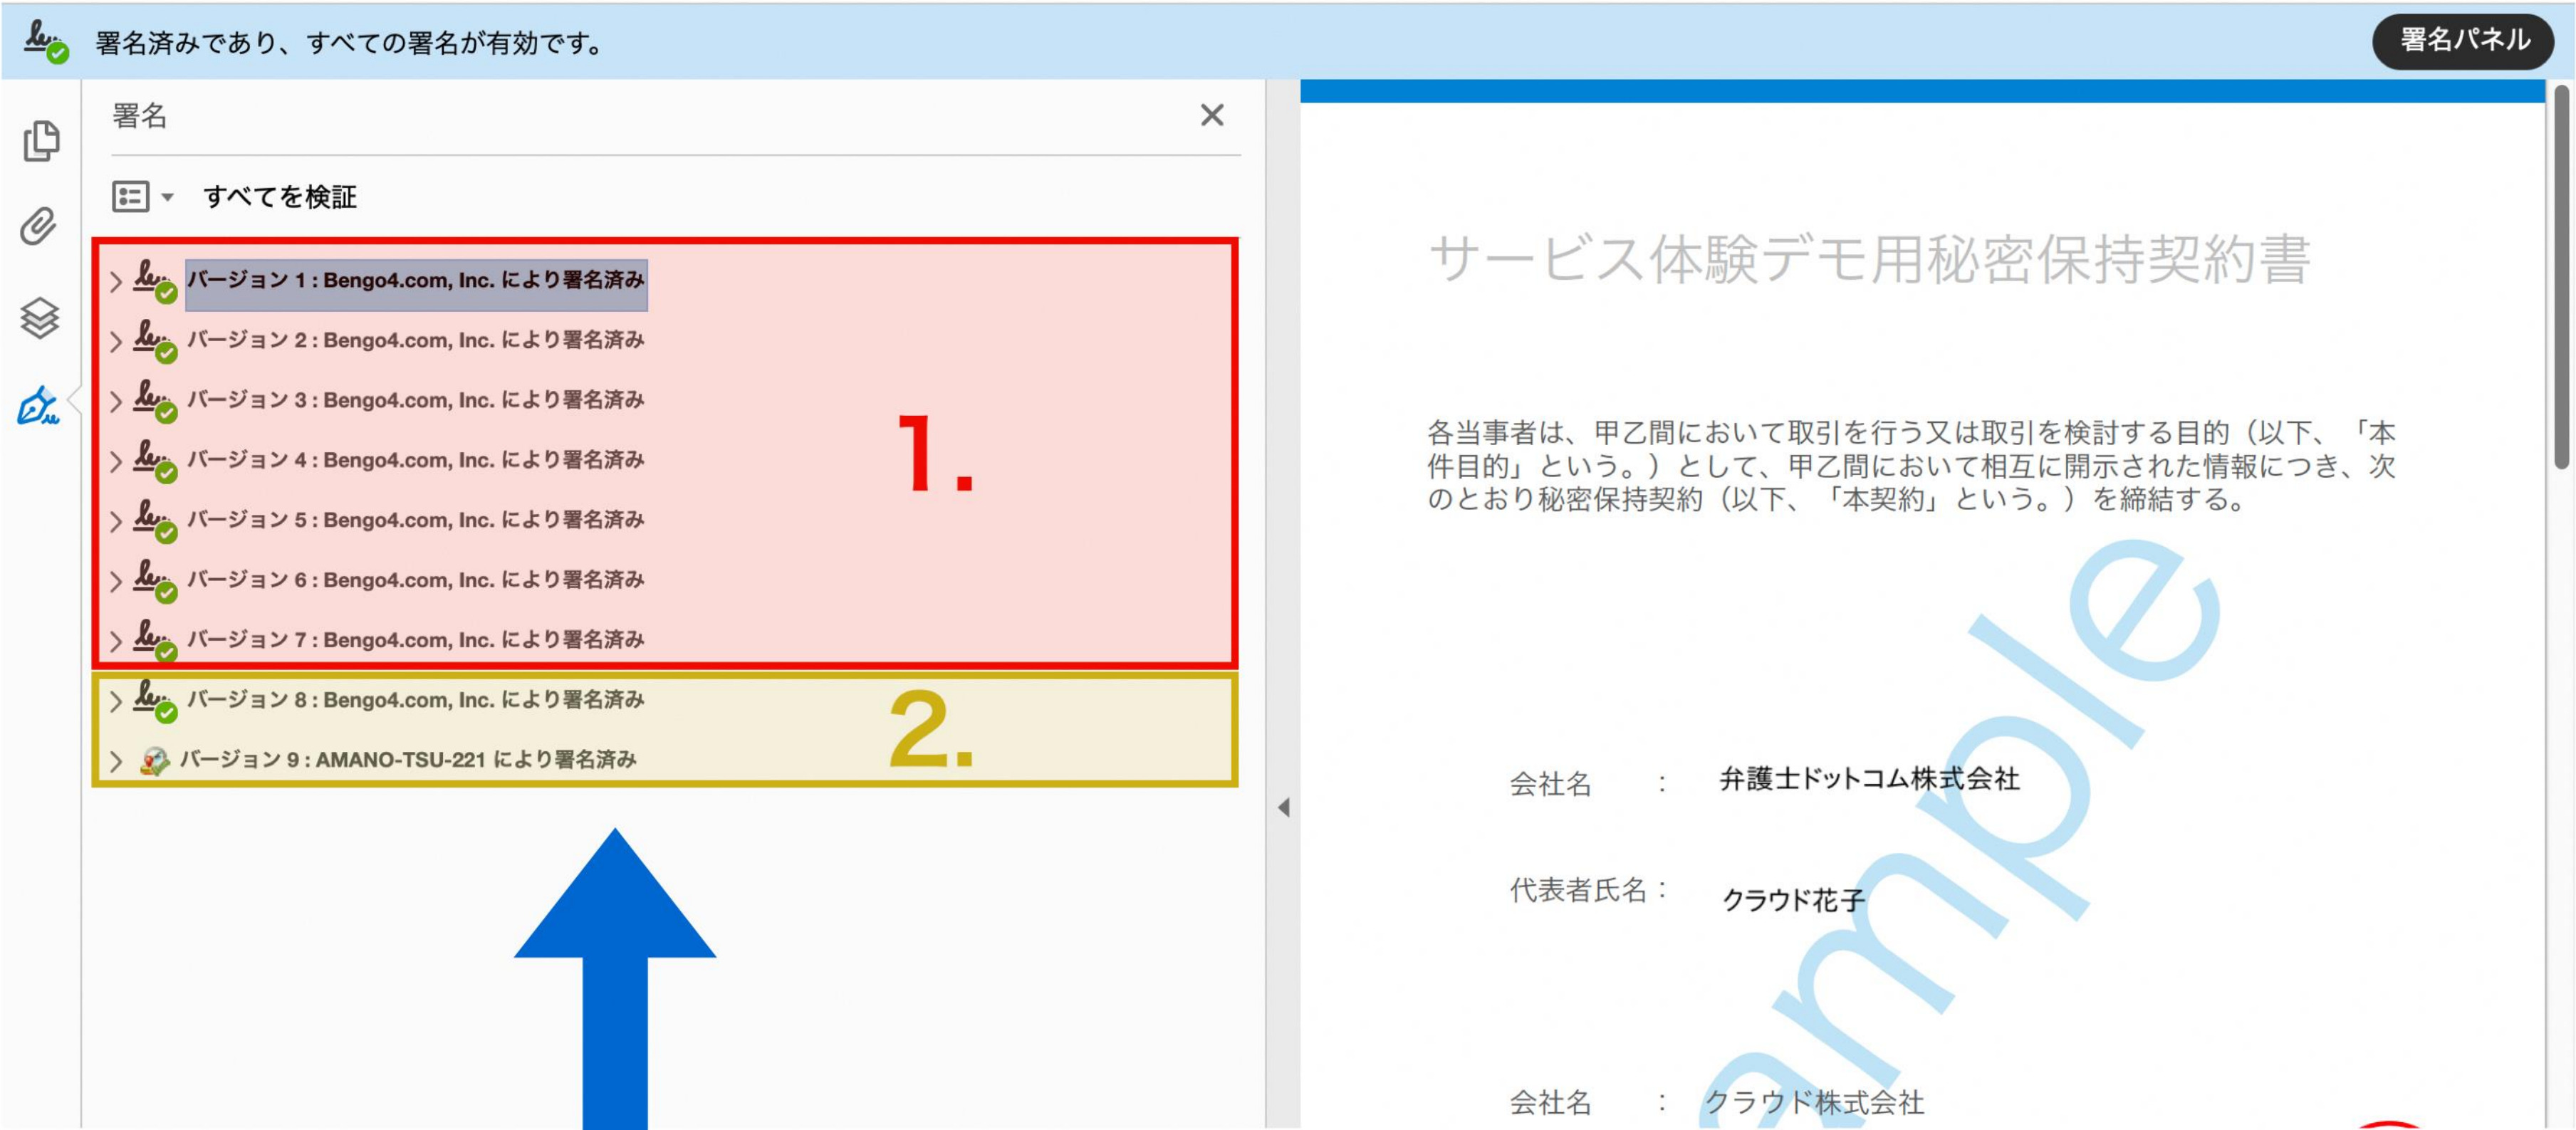 署名済みであり、すべての署名が有効です。
署名パネル
署名
すべてを検証
バージョン 1 : Bengo4.com, Inc. により署名済み
バージョン 2 : Bengo4.com, Inc. により署名済み
バージョン 3 : Bengo4.com, Inc. により署名済み
バージョン 4 : Bengo4.com, Inc. により署名済み
バージョン 5 : Bengo4.com, Inc. により署名済み
バージョン 6 : Bengo4.com, Inc. により署名済み
バージョン 7 : Bengo4.com, Inc. により署名済み
1.
バージョン 8 : Bengo4.com, Inc. により署名済み
バージョン 9 : AMANO-TSU-221 により署名済み
2.
サービス体験デモ用秘密保持契約書
各当事者は、甲乙間において取引を行う又は取引を検討する目的（以下、「本
件目的」という。）として、甲乙間において相互に開示された情報につき、次
のとおり秘密保持契約（以下、「本契約」という。）を締結する。
会社名 : 弁護士ドットコム株式会社
代表者氏名 : クラウド花子
会社名 : クラウド株式会社
ample